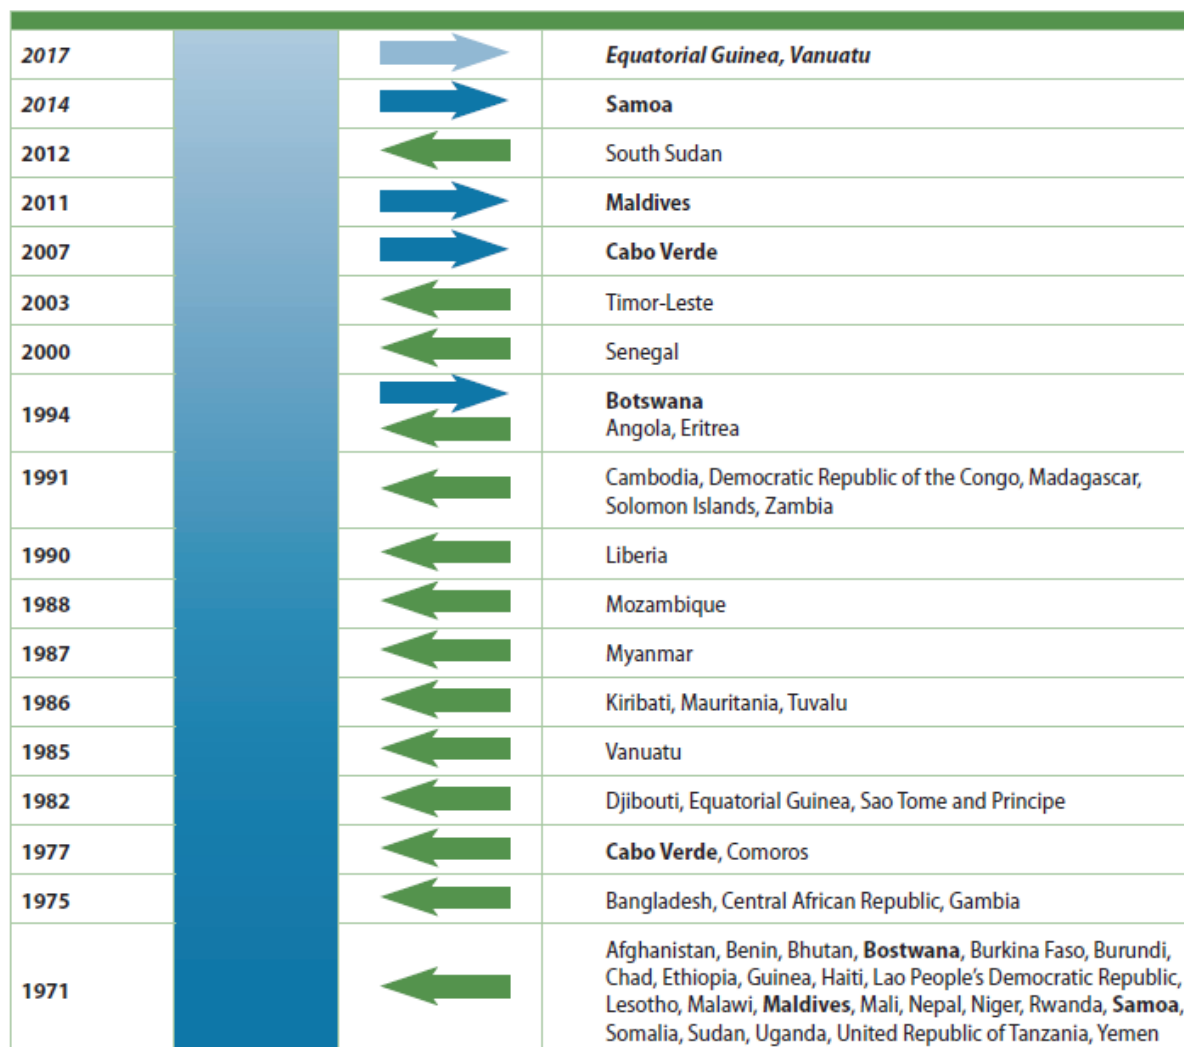 2017 Equatorial Guinea, Vanuatu
2014 Samoa
2012 South Sudan
2011 Maldives
2007 Cabo Verde
2003 Timor-Leste
2000 Senegal
1994 Botswana
Angola, Eritrea
1991 Cambodia, Democratic Republic of the Congo, Madagascar,
Solomon Islands, Zambia
1990 Liberia
1988 Mozambique
1987 Myanmar
1986 Kiribati, Mauritania, Tuvalu
1985 Vanuatu
1982 Djibouti, Equatorial Guinea, Sao Tome and Principe
1977 Cabo Verde, Comoros
1975 Bangladesh, Central African Republic, Gambia
1971 Afghanistan, Benin, Bhutan, Bostwana, Burkina Faso, Burundi,
Chad, Ethiopia, Guinea, Haiti, Lao People's Democratic Republic,
Lesotho, Malawi, Maldives, Mali, Nepal, Niger, Rwanda, Samoa,
Somalia, Sudan, Uganda, United Republic of Tanzania, Yemen